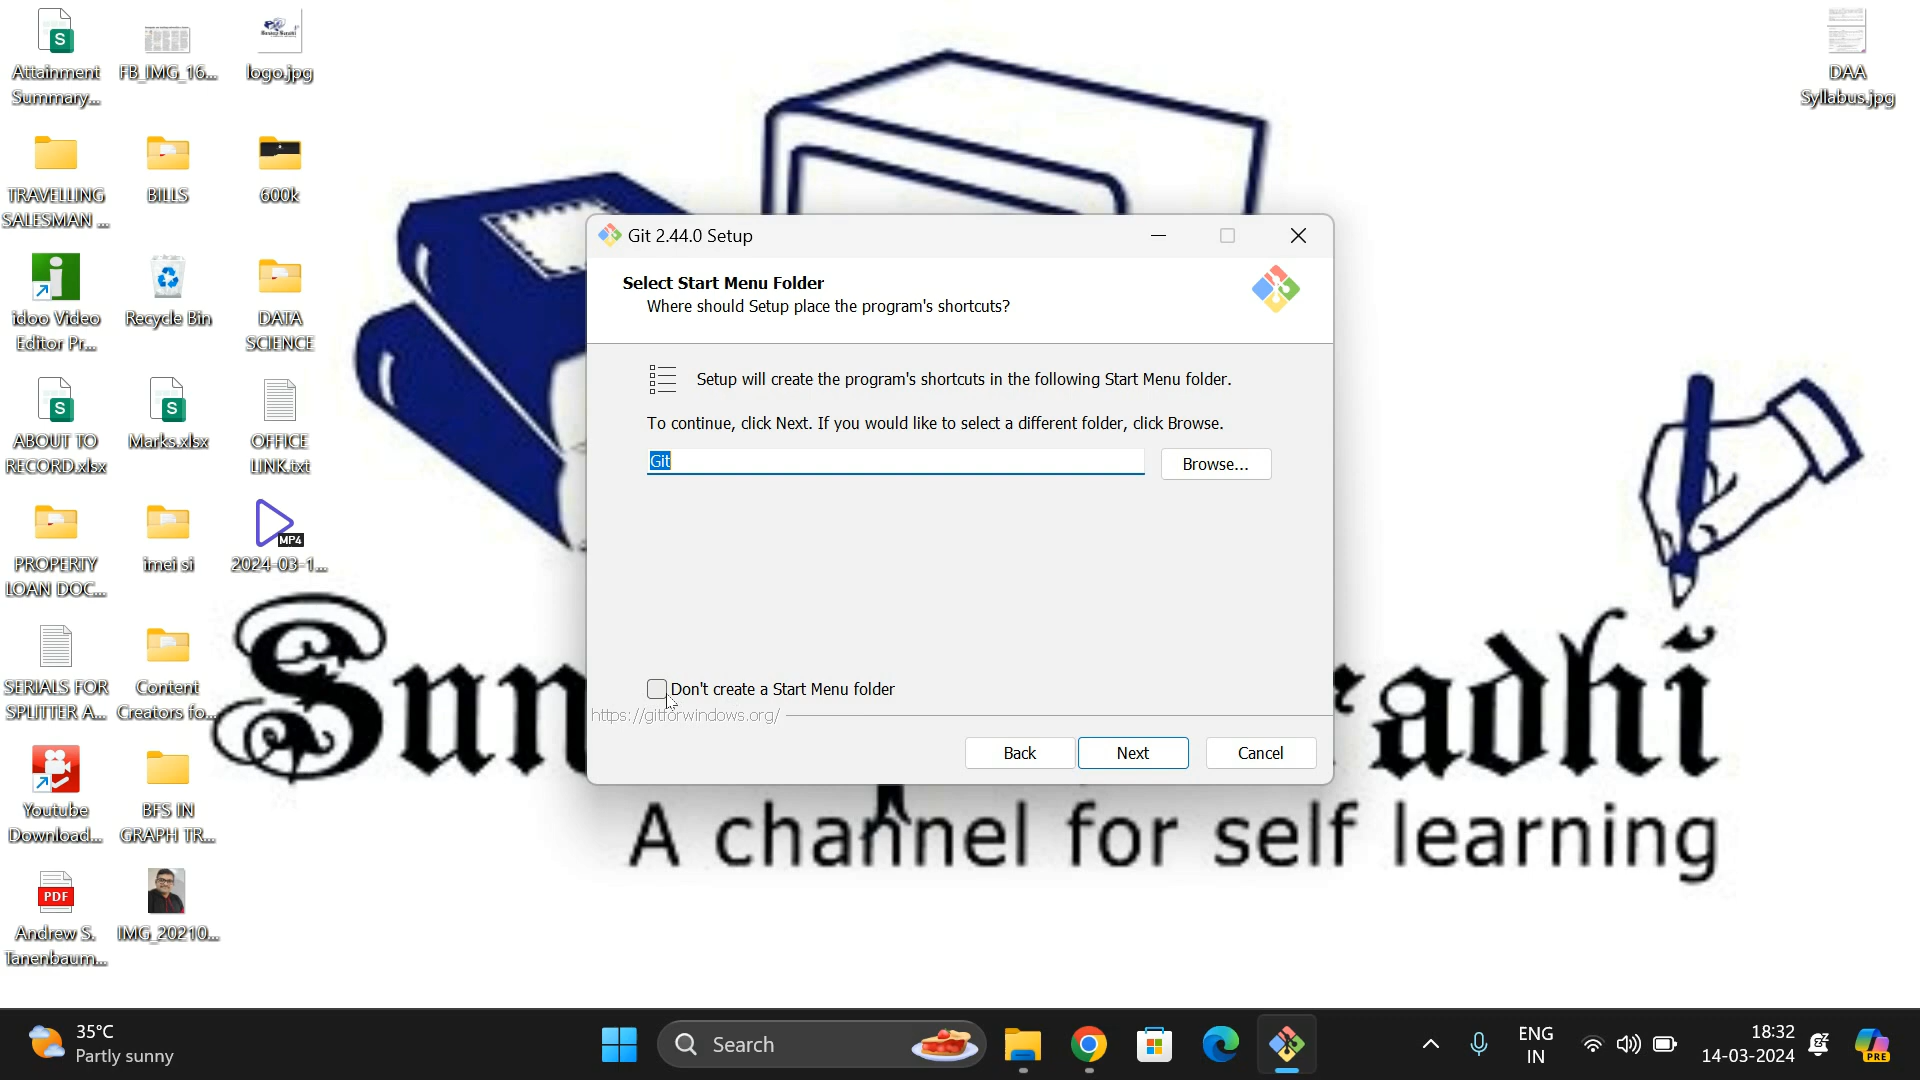 Attainment
Summary...
FB_IMG_16...
logo.jpg
DAA
Syllabus.jpg
TRAVELLING
SALESMAN ...
BILLS
600k
idoo Video
Editor Pr...
Recycle Bin
DATA
SCIENCE
ABOUT TO
RECORD.xlsx
Marks.xlsx
OFFICE
LINK.txt
PROPERTY
LOAN DOC...
imei si
MP4
2024-03-1...
SERIALS FOR
SPLITTER A...
Content
Creators fo...
Youtube
Download...
BFS IN
GRAPH TR...
PDF
Andrew S.
Tanenbaum...
IMG_20210...
Git 2.44.0 Setup
Select Start Menu Folder
Where should Setup place the program's shortcuts?
Setup will create the program's shortcuts in the following Start Menu folder.
To continue, click Next. If you would like to select a different folder, click Browse.
Git
Browse...
Don't create a Start Menu folder
https://gitforwindows.org/
Back
Next
Cancel
A channel for self learning
35°C
Partly sunny
Search
ENG
IN
18:32
14-03-2024
PRE